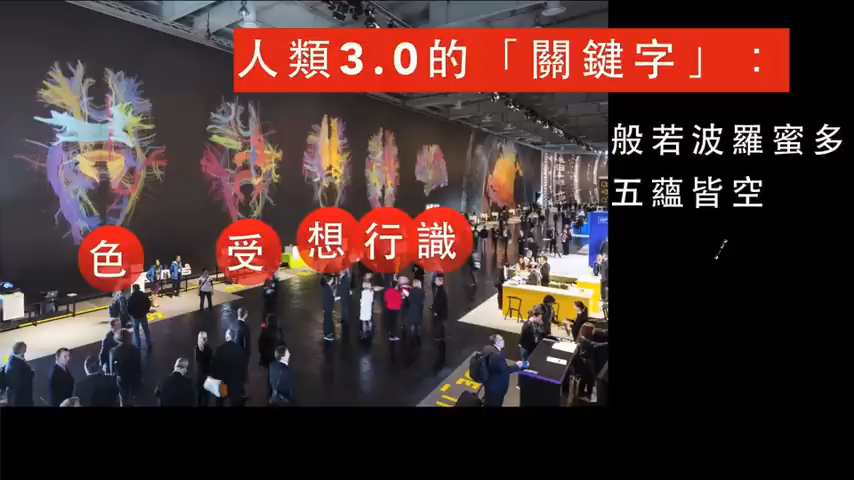 人類3.0的「關鍵字」：
般若波羅蜜多
五蘊皆空
色 受 想 行 識